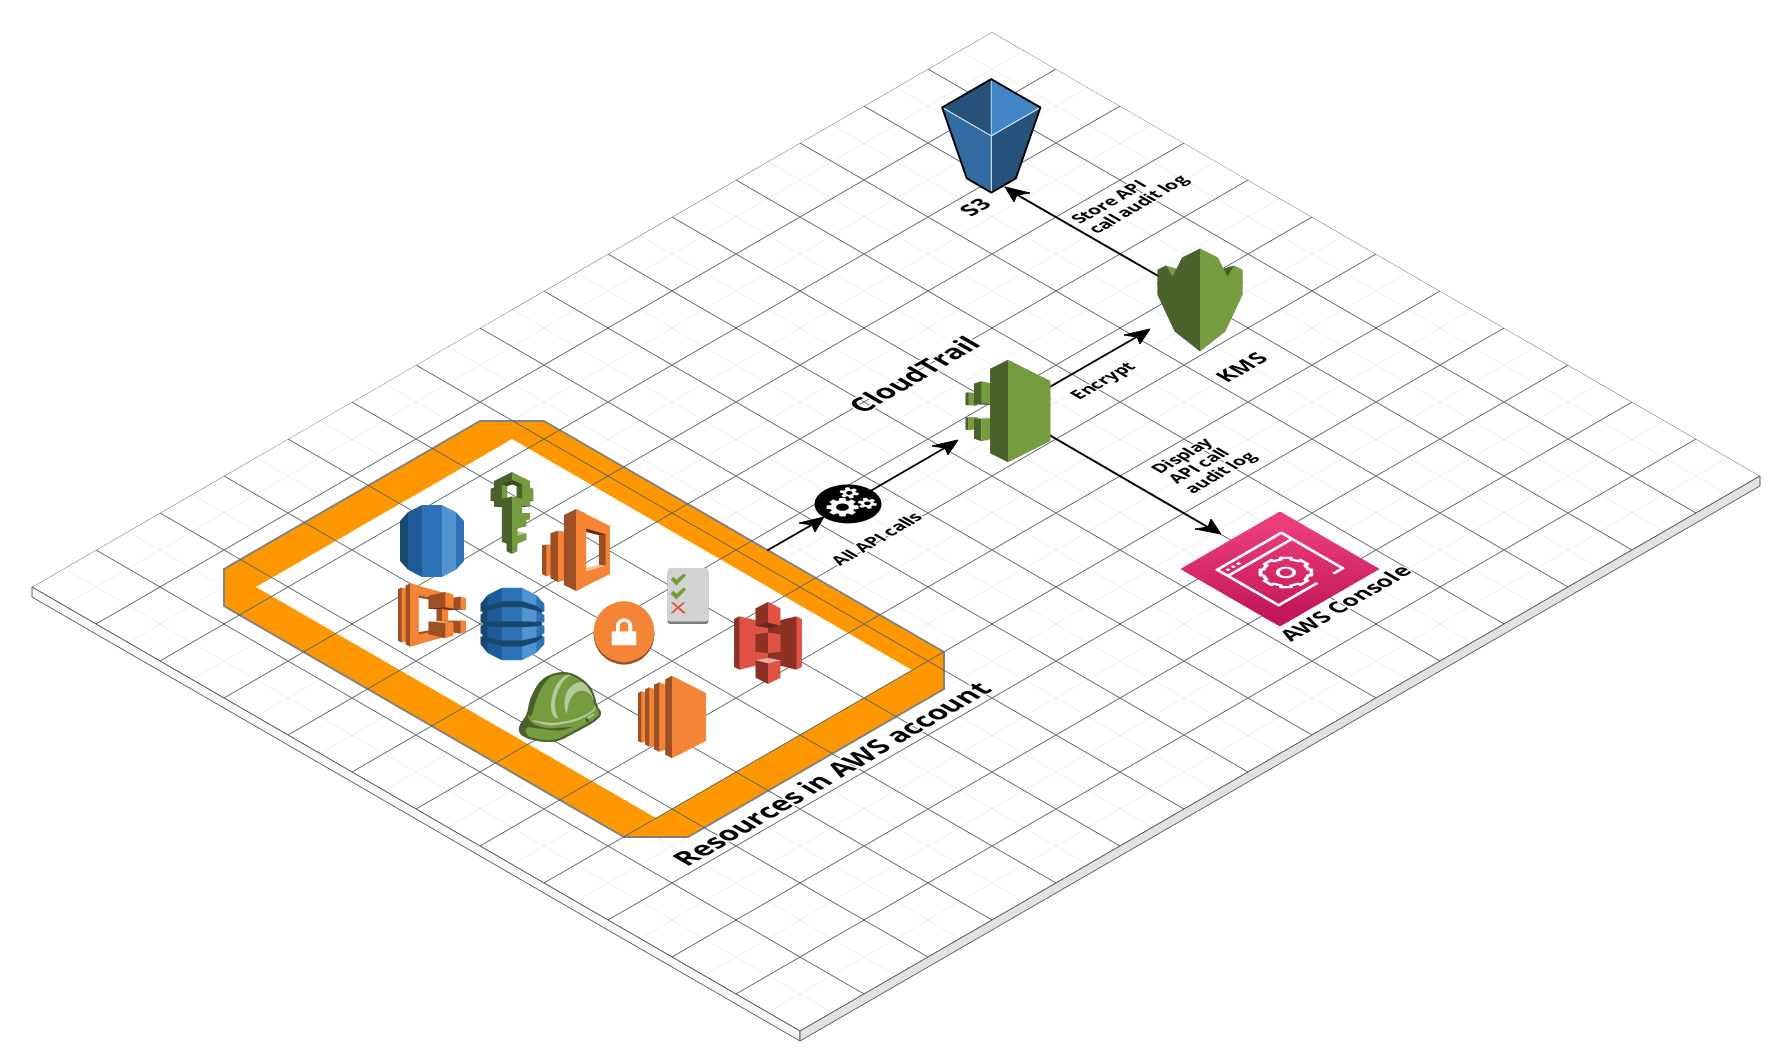 S3
Store API
call audit log
CloudTrail
Encrypt
KMS
Display
API call
audit log
All API calls
AWS Console
Resources in AWS account